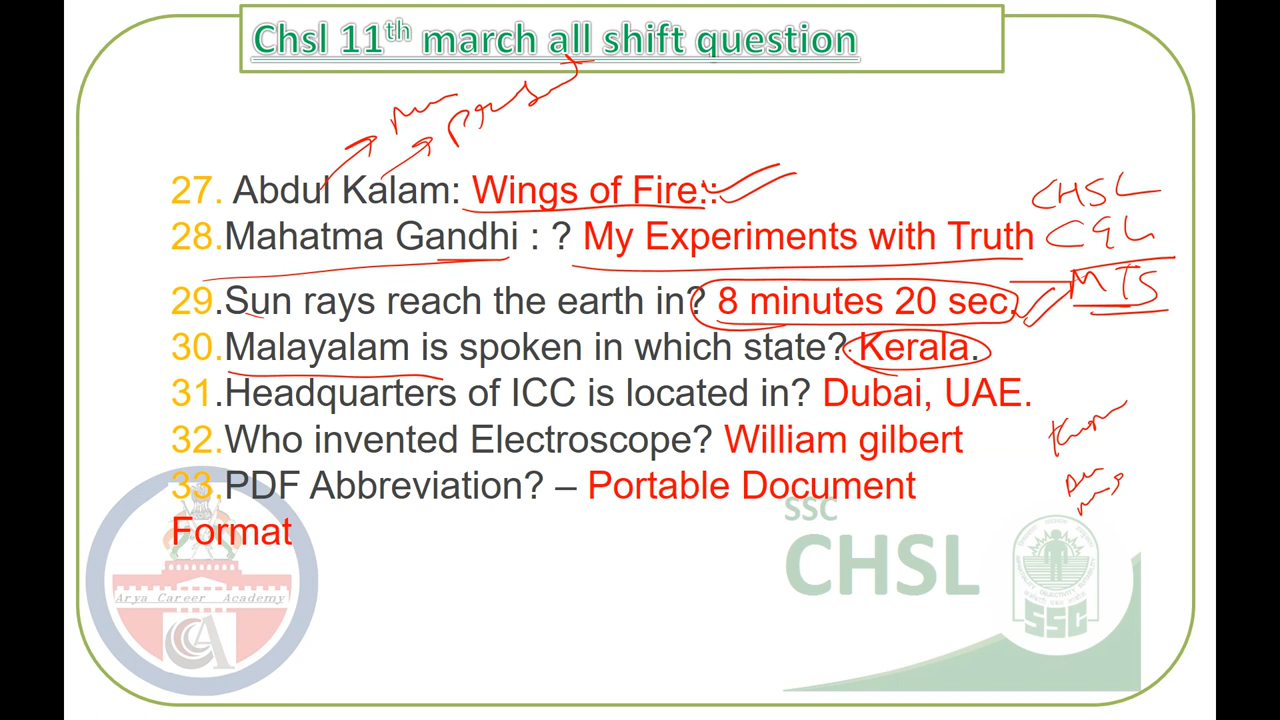 Chsl 11th march all shift question
present
27. Abdul Kalam: Wings of Fire.:
28.Mahatma Gandhi : ? My Experiments with Truth
CHSL
CGL
MTS
29.Sun rays reach the earth in? 8 minutes 20 sec.
30.Malayalam is spoken in which state? Kerala.
31.Headquarters of ICC is located in? Dubai, UAE.
32.Who invented Electroscope? William gilbert
33.PDF Abbreviation? – Portable Document
Format
Arya Career Academy
CA
SSC
CHSL
SSC